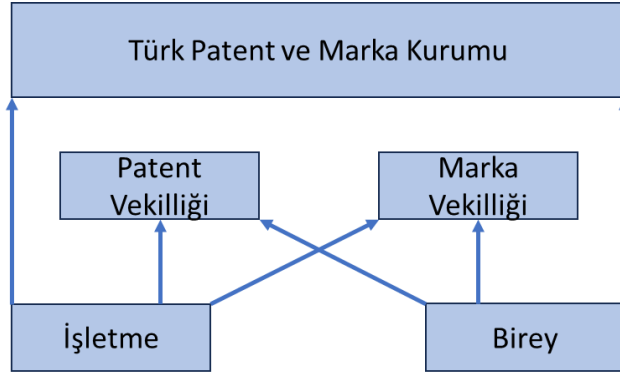 Türk Patent ve Marka Kurumu
Patent
Vekilliği
Marka
Vekilliği
İşletme
Birey